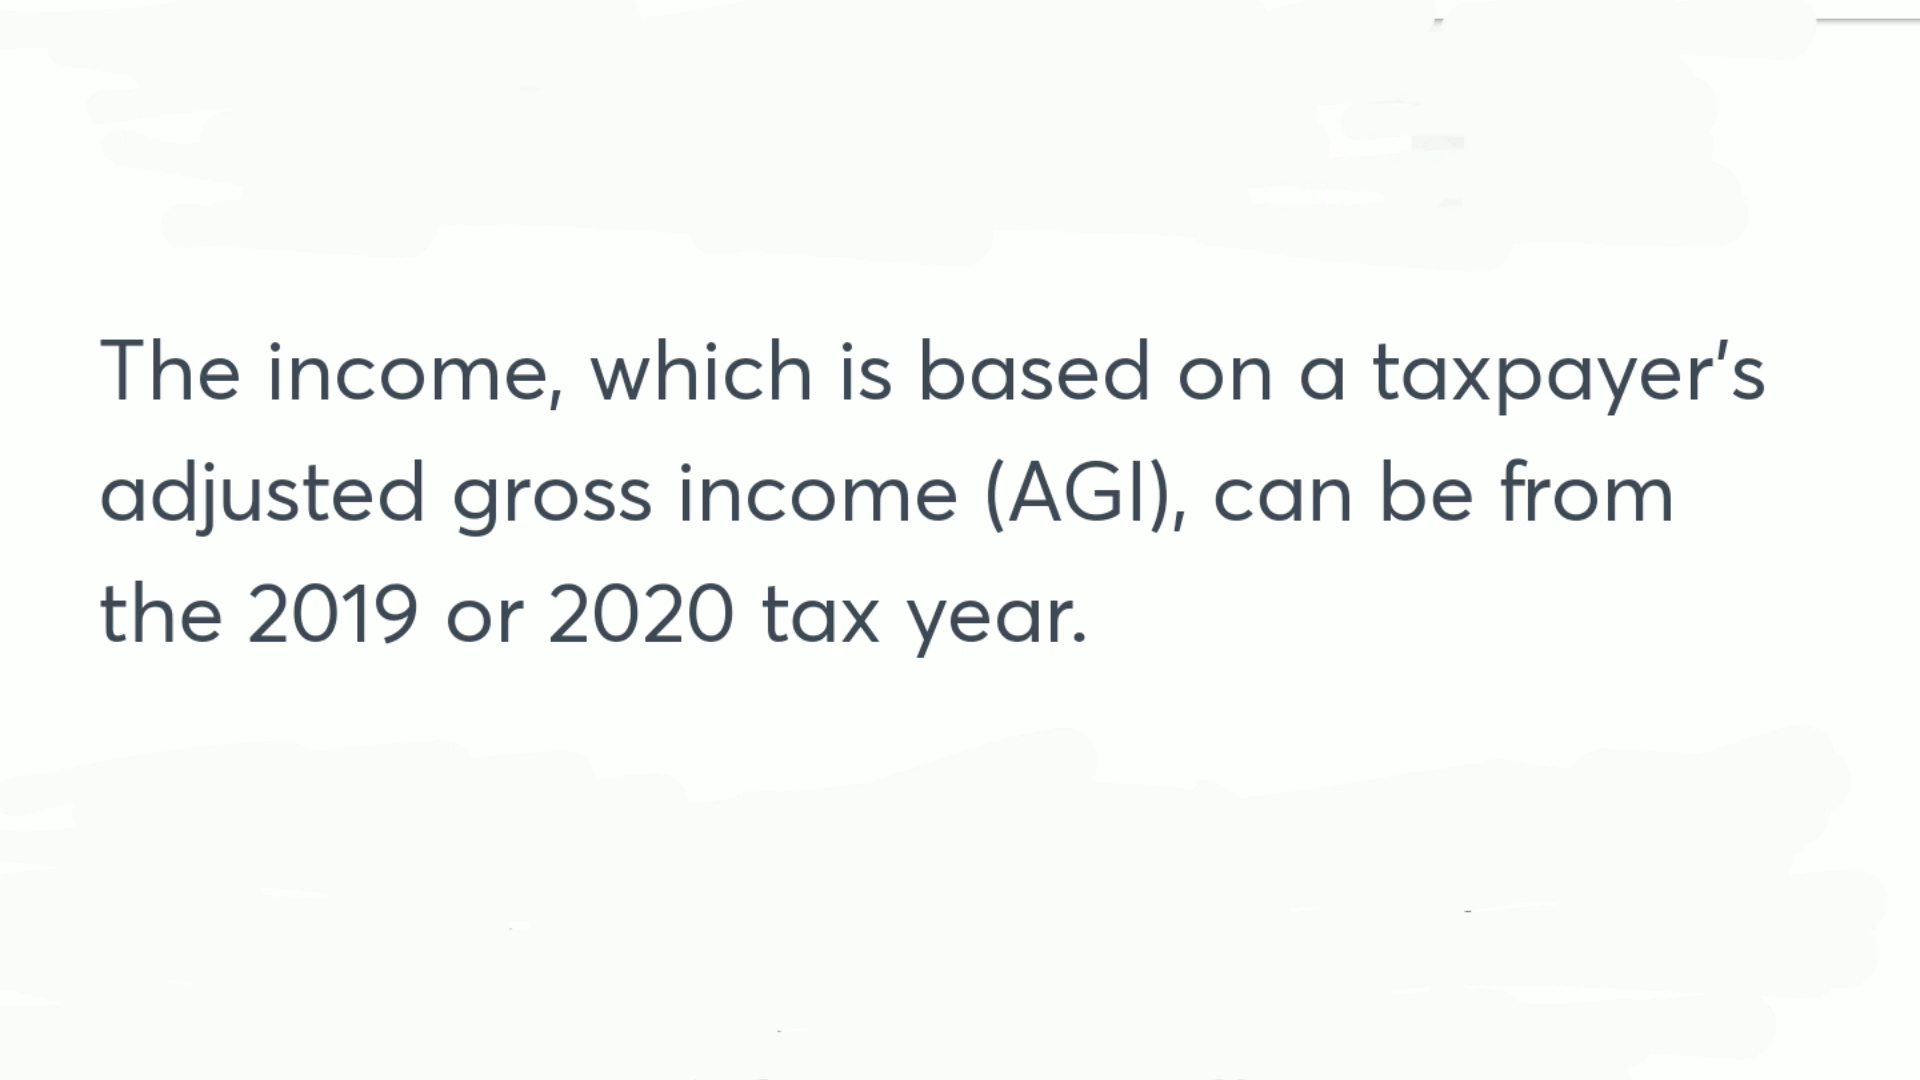 The income, which is based on a taxpayer’s
adjusted gross income (AGI), can be from
the 2019 or 2020 tax year.